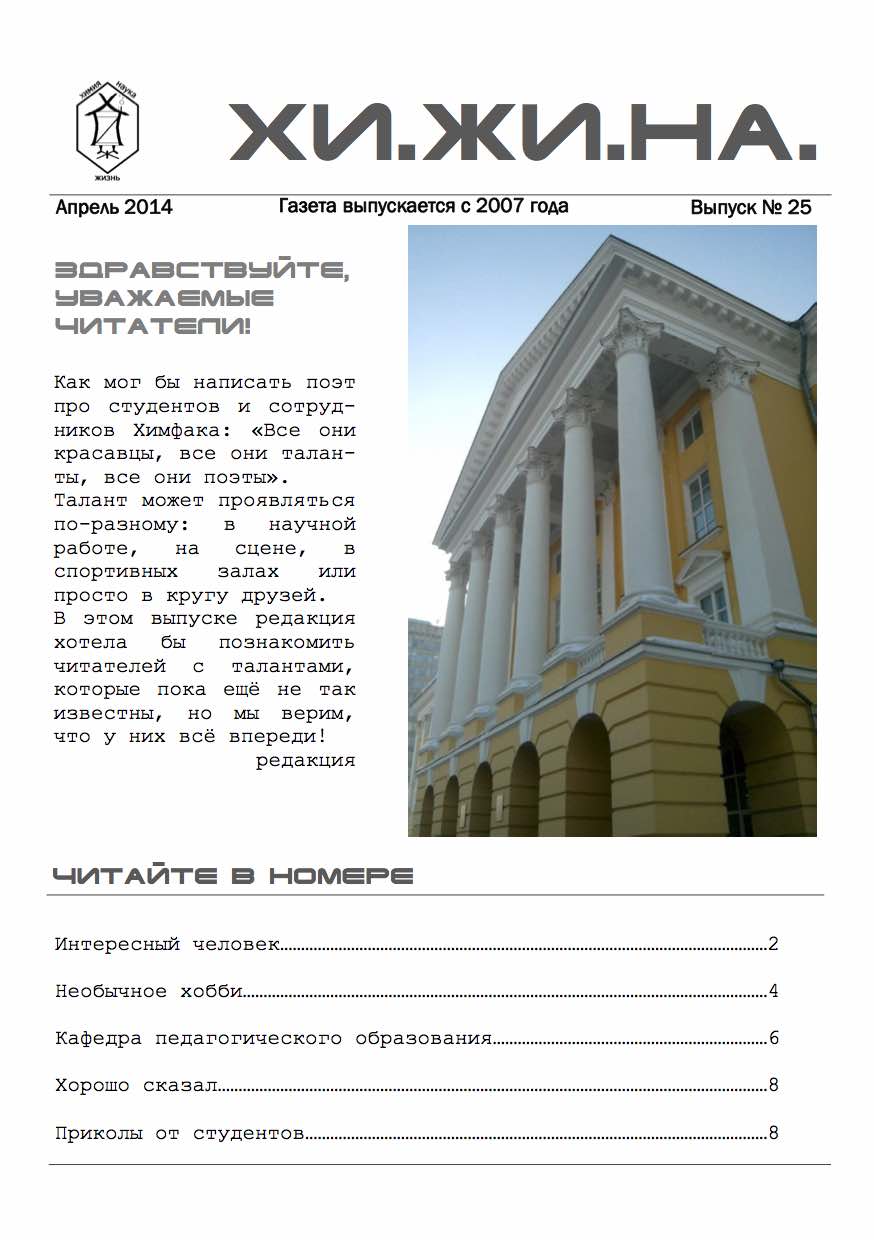 химия наука
жизнь
ХИ.ЖИ.НА.
Апрель 2014 Газета выпускается с 2007 года Выпуск № 25
ЗДРАВСТВУЙТЕ,
УВАЖАЕМЫЕ
ЧИТАТЕЛИ!
Как мог бы написать поэт
про студентов и сотруд-
ников Химфака: «Все они
красавцы, все они талан-
ты, все они поэты».
Талант может проявляться
по-разному: в научной
работе, на сцене, в
спортивных залах или
просто в кругу друзей.
В этом выпуске редакция
хотела бы познакомить
читателей с талантами,
которые пока ещё не так
известны, но мы верим,
что у них всё впереди!
редакция
ЧИТАЙТЕ В НОМЕРЕ
Интересный человек……………………………………………………………………………………2
Необычное хобби……………………………………………………………………………………………4
Кафедра педагогического образования………………………………………………6
Хорошо сказал…………………………………………………………………………………………………8
Приколы от студентов………………………………………………………………………………8